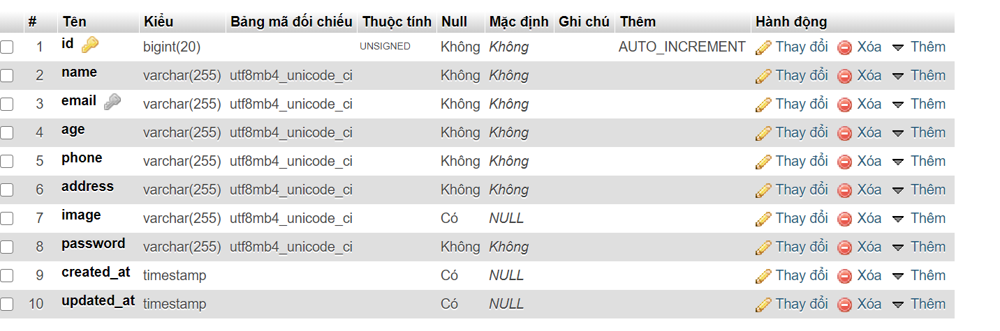 # Tên Kiểu Bảng mã đối chiếu Thuộc tính Null Mặc định Ghi chú Thêm Hành động
1 id bigint(20) UNSIGNED Không Không AUTO_INCREMENT Thay đổi Xóa Thêm
2 name varchar(255) utf8mb4_unicode_ci Không Không Thay đổi Xóa Thêm
3 email varchar(255) utf8mb4_unicode_ci Không Không Thay đổi Xóa Thêm
4 age varchar(255) utf8mb4_unicode_ci Không Không Thay đổi Xóa Thêm
5 phone varchar(255) utf8mb4_unicode_ci Không Không Thay đổi Xóa Thêm
6 address varchar(255) utf8mb4_unicode_ci Không Không Thay đổi Xóa Thêm
7 image varchar(255) utf8mb4_unicode_ci Có NULL Thay đổi Xóa Thêm
8 password varchar(255) utf8mb4_unicode_ci Không Không Thay đổi Xóa Thêm
9 created_at timestamp Có NULL Thay đổi Xóa Thêm
10 updated_at timestamp Có NULL Thay đổi Xóa Thêm